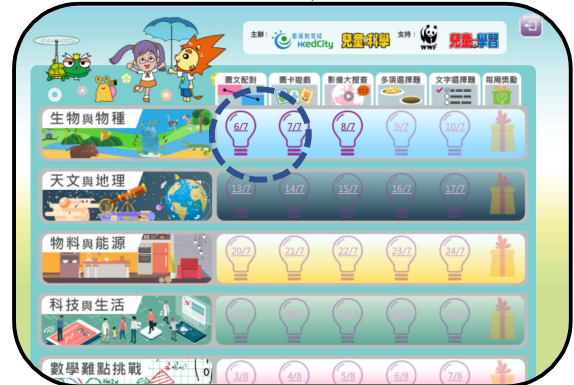 主辦: 香港教育城 HKedCity 兒童的科學 支持: WWF 兒童的學習
圖文配對 圖卡遊戲 影像大搜查 多項選擇題 文字選擇題 每周獎勵
生物與物種
6/7 7/7 8/7 9/7 10/7
天文與地理
13/7 14/7 15/7 16/7 17/7
物料與能源
20/7 21/7 22/7 23/7 24/7
科技與生活
數學難點挑戰
3/8 4/8 5/8 6/8 7/8